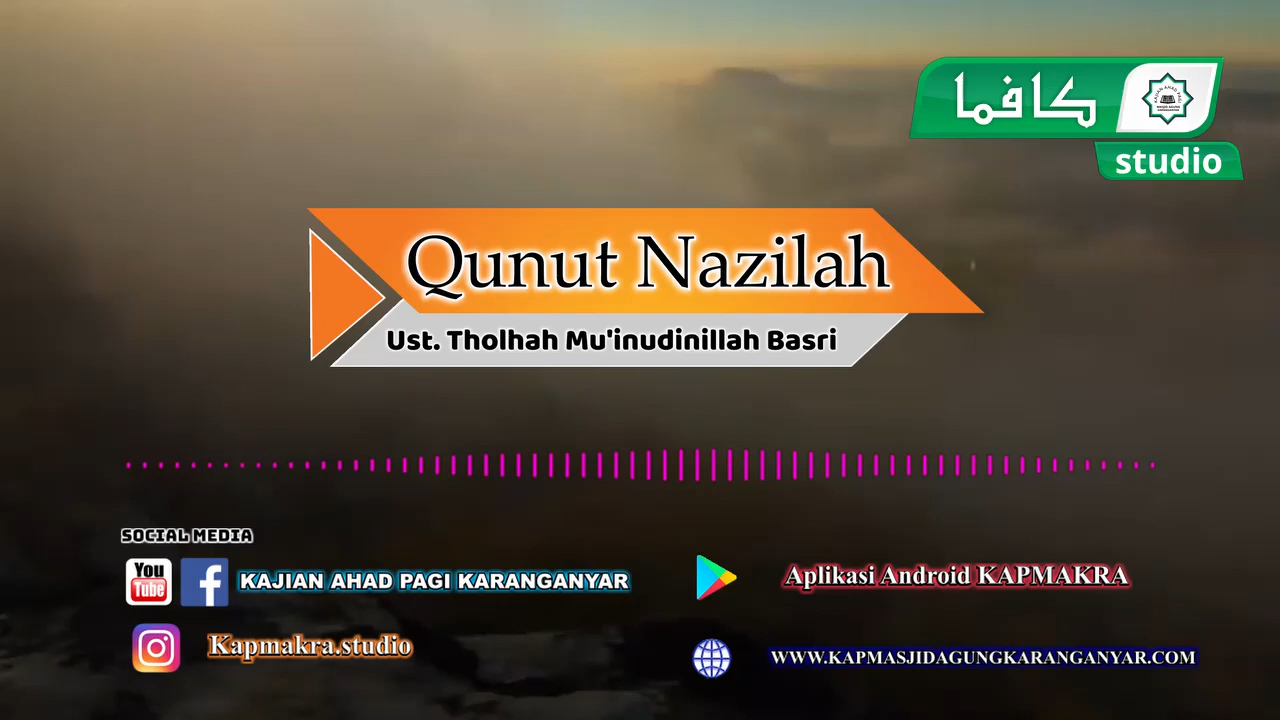 كافما
studio
Qunut Nazilah
Ust. Tholhah Mu'inudinillah Basri
SOCIAL MEDIA
You
Tube
KAJIAN AHAD PAGI KARANGANYAR
Aplikasi Android KAPMAKRA
Kapmakra.studio
WWW.KAPMASJIDAGUNGKARANGANYAR.COM